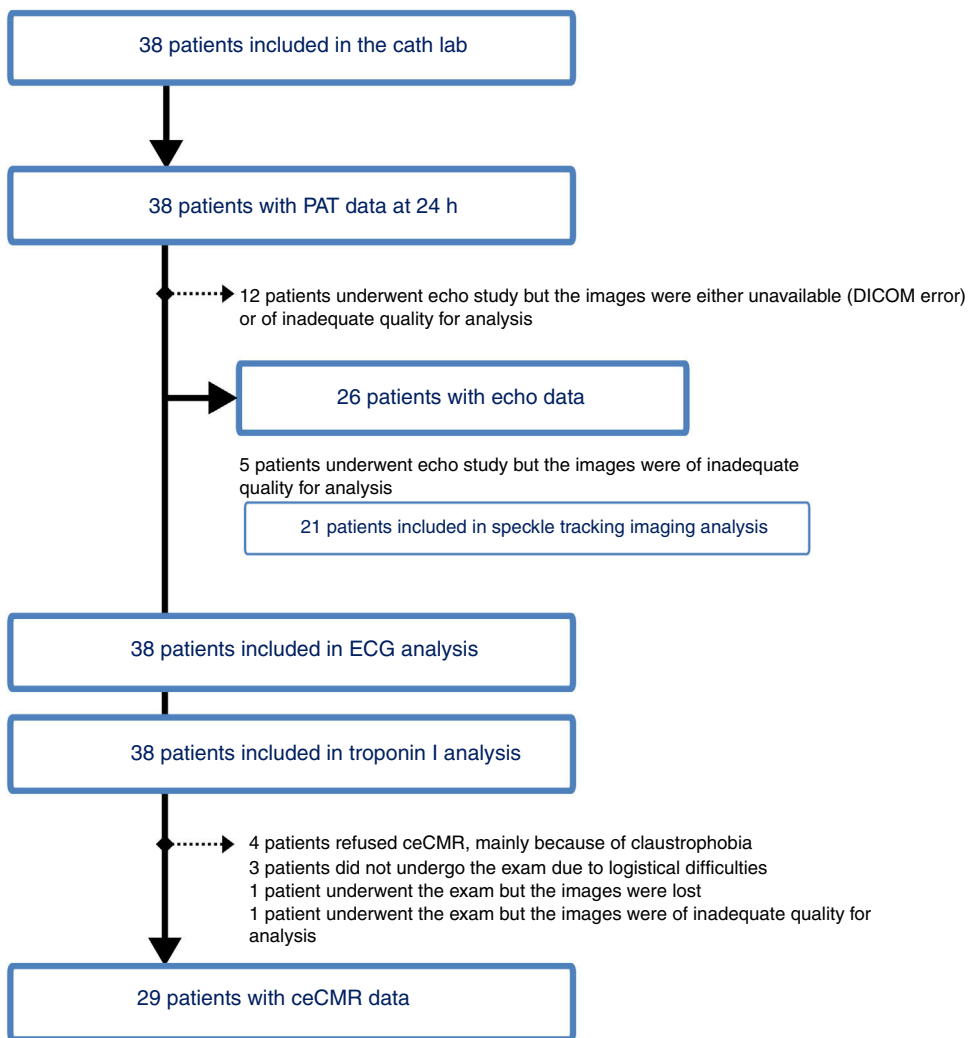 38 patients included in the cath lab
38 patients with PAT data at 24 h
12 patients underwent echo study but the images were either unavailable (DICOM error)
or of inadequate quality for analysis
26 patients with echo data
5 patients underwent echo study but the images were of inadequate
quality for analysis
21 patients included in speckle tracking imaging analysis
38 patients included in ECG analysis
38 patients included in troponin I analysis
4 patients refused ceCMR, mainly because of claustrophobia
3 patients did not undergo the exam due to logistical difficulties
1 patient underwent the exam but the images were lost
1 patient underwent the exam but the images were of inadequate quality for
analysis
29 patients with ceCMR data